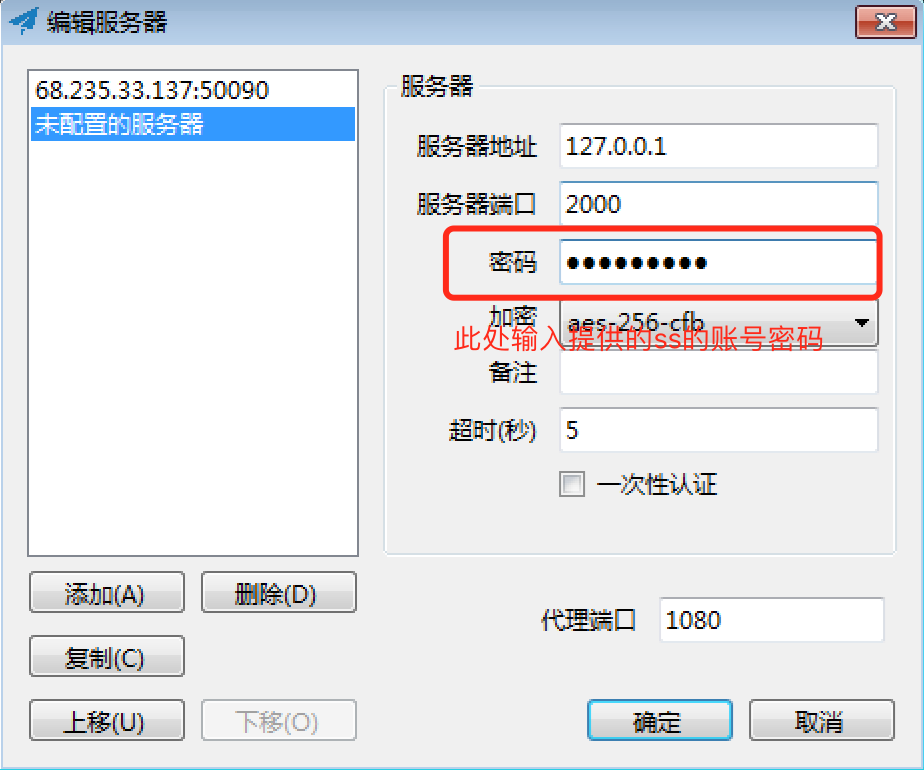 编辑服务器
68.235.33.137:50090
未配置的服务器
服务器
服务器地址 127.0.0.1
服务器端口 2000
密码 ●●●●●●●●●
加密 aes-256-cfb
此处输入提供的ss的账号密码
备注
超时(秒) 5
一次性认证
添加(A) 删除(D)
代理端口 1080
复制(C)
上移(U) 下移(O) 确定 取消